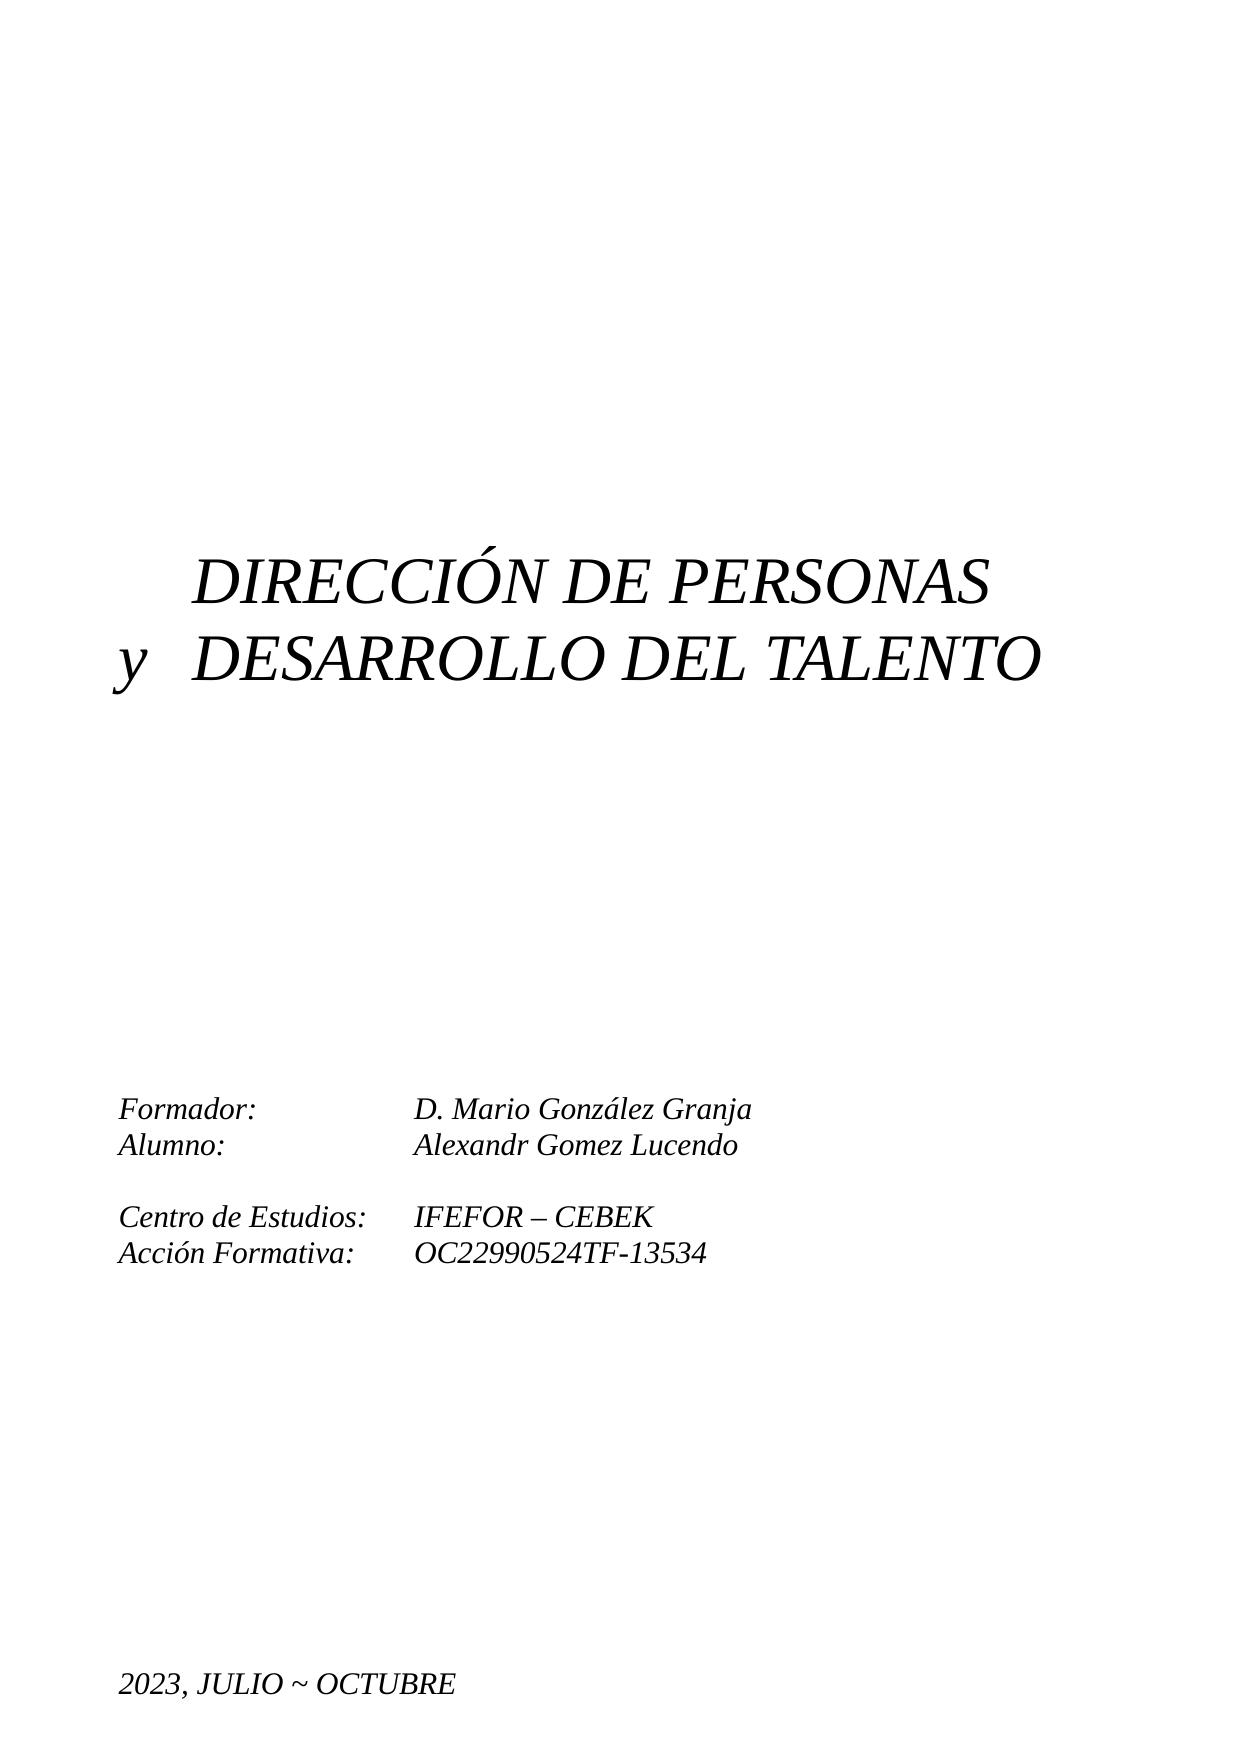 DIRECCIÓN DE PERSONAS
y DESARROLLO DEL TALENTO
Formador: D. Mario González Granja
Alumno: Alexandr Gomez Lucendo
Centro de Estudios: IFEFOR – CEBEK
Acción Formativa: OC22990524TF-13534
2023, JULIO ~ OCTUBRE